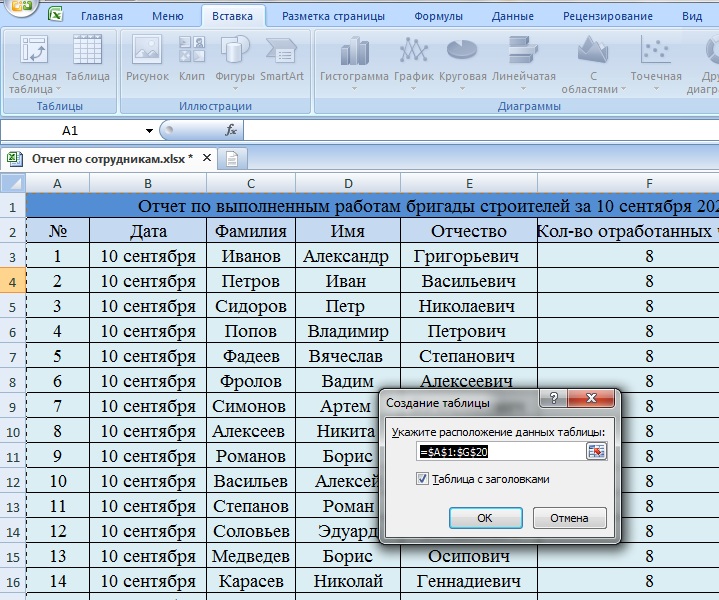 Главная Меню Вставка Разметка страницы Формулы Данные Рецензирование Вид
Сводная таблица Таблица Рисунок Клип Фигуры SmartArt Гистограмма График Круговая Линейчатая С областями Точечная
Таблицы Иллюстрации Диаграммы
A1 fx
Отчет по сотрудникам.xlsx *
A B C D E F
1 Отчет по выполненным работам бригады строителей за 10 сентября
2 № Дата Фамилия Имя Отчество Кол-во отработанных
3 1 10 сентября Иванов Александр Григорьевич 8
4 2 10 сентября Петров Иван Васильевич 8
5 3 10 сентября Сидоров Петр Николаевич 8
6 4 10 сентября Попов Владимир Петрович 8
7 5 10 сентября Фадеев Вячеслав Степанович 8
8 6 10 сентября Фролов Вадим Алексеевич 8
9 7 10 сентября Симонов Артем 8
10 8 10 сентября Алексеев Никита 8
11 9 10 сентября Романов Борис 8
12 10 10 сентября Васильев Алексей 8
13 11 10 сентября Степанов Роман 8
14 12 10 сентября Соловьев Эдуард 8
15 13 10 сентября Медведев Борис Осипович 8
16 14 10 сентября Карасев Николай Геннадиевич 8
Создание таблицы
Укажите расположение данных таблицы:
=$A$1:$G$20
Таблица с заголовками
ОК Отмена